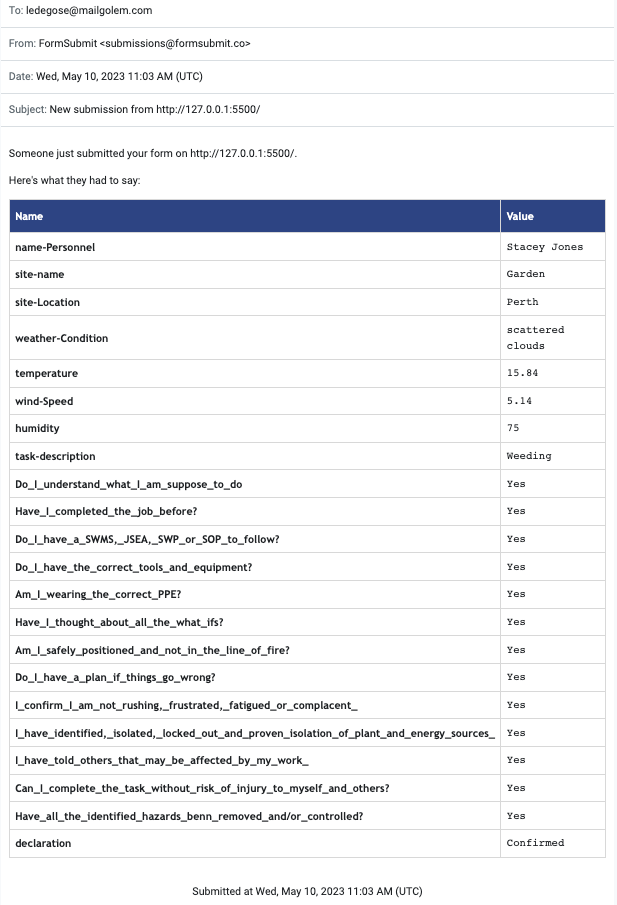 To: ledegose@mailgolem.com
From: FormSubmit <submissions@formsubmit.co>
Date: Wed, May 10, 2023 11:03 AM (UTC)
Subject: New submission from http://127.0.0.1:5500/
Someone just submitted your form on http://127.0.0.1:5500/.
Here's what they had to say:
Name Value
name-Personnel Stacey Jones
site-name Garden
site-Location Perth
weather-Condition scattered
clouds
temperature 15.84
wind-Speed 5.14
humidity 75
task-description Weeding
Do_I_understand_what_I_am_suppose_to_do Yes
Have_I_completed_the_job_before? Yes
Do_I_have_a_SWMS,_JSEA,_SWP_or_SOP_to_follow? Yes
Do_I_have_the_correct_tools_and_equipment? Yes
Am_I_wearing_the_correct_PPE? Yes
Have_I_thought_about_all_the_what_ifs? Yes
Am_I_safely_positioned_and_not_in_the_line_of_fire? Yes
Do_I_have_a_plan_if_things_go_wrong? Yes
I_confirm_I_am_not_rushing,_frustrated,_fatigued_or_complacent_ Yes
I_have_identified,_isolated,_locked_out_and_proven_isolation_of_plant_and_energy_sources_ Yes
I_have_told_others_that_may_be_affected_by_my_work_ Yes
Can_I_complete_the_task_without_risk_of_injury_to_myself_and_others? Yes
Have_all_the_identified_hazards_benn_removed_and/or_controlled? Yes
declaration Confirmed
Submitted at Wed, May 10, 2023 11:03 AM (UTC)